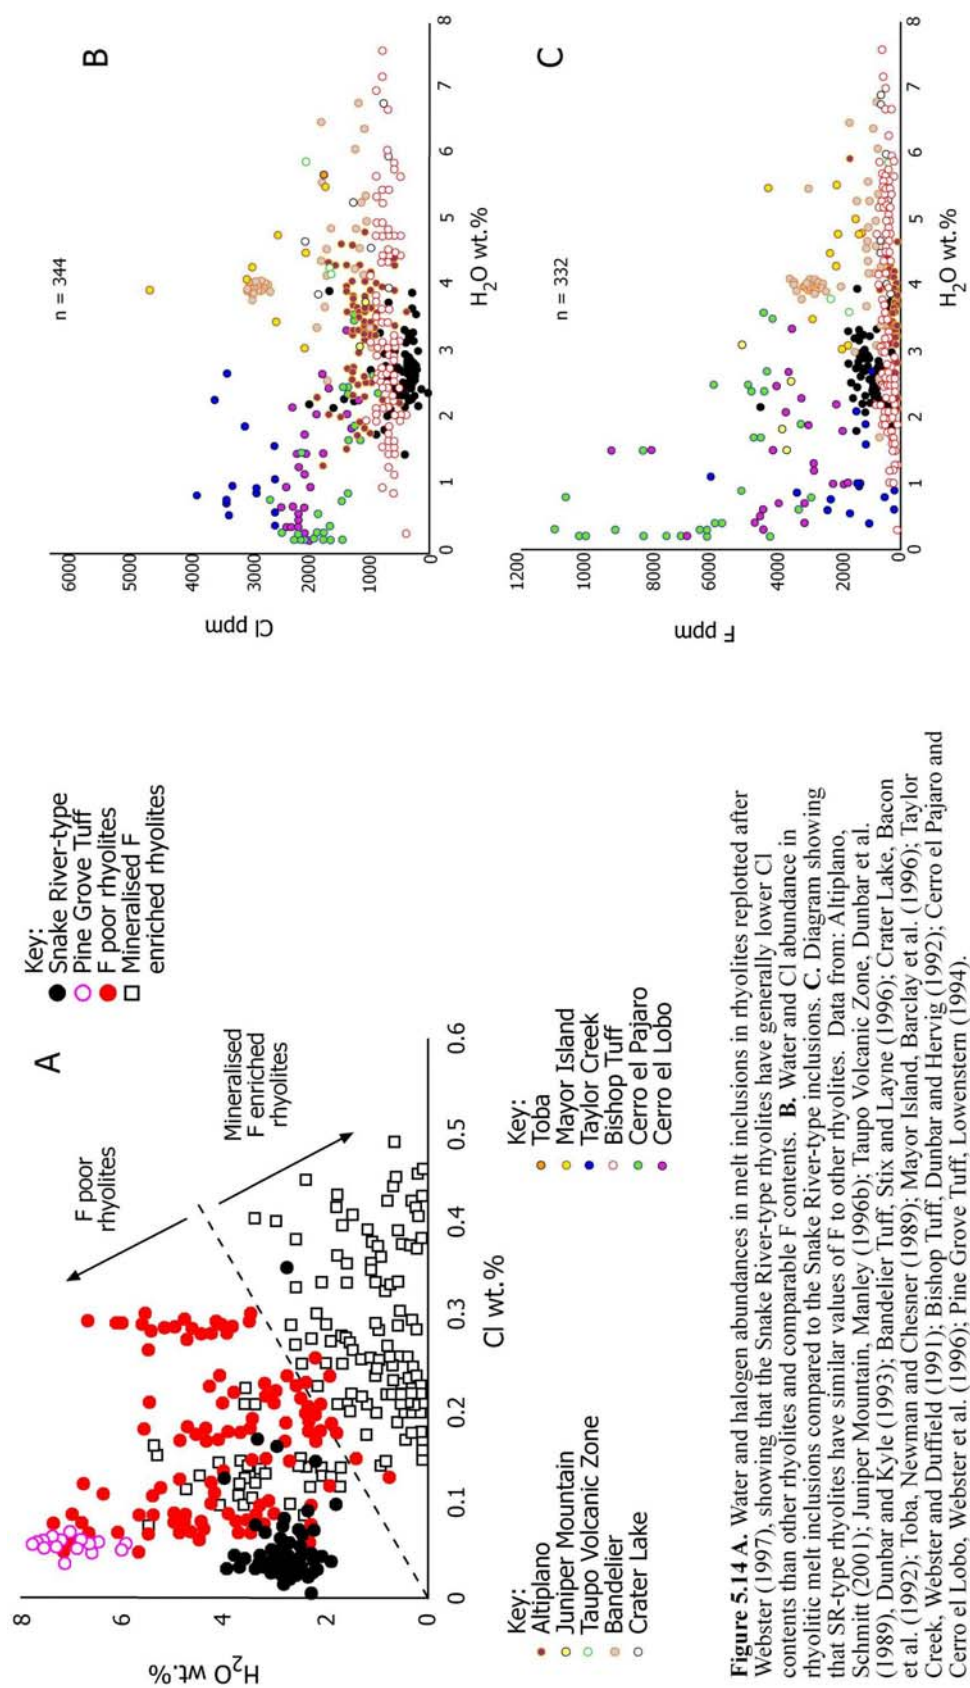 A
H2O wt.%
8
6
4
2
0
0
0.1
0.2
0.3
0.4
0.5
0.6
Cl wt.%
F poor
rhyolites
Mineralised
F enriched
rhyolites
Key:
Snake River-type
Pine Grove Tuff
F poor rhyolites
Mineralised F
enriched rhyolites
B
n = 344
Cl ppm
6000
5000
4000
3000
2000
1000
0
0
1
2
3
4
5
6
7
8
H2O wt.%
Key:
Altiplano
Juniper Mountain
Taupo Volcanic Zone
Bandelier
Crater Lake
Key:
Toba
Mayor Island
Taylor Creek
Bishop Tuff
Cerro el Pajaro
Cerro el Lobo
C
n = 332
F ppm
1200
10000
8000
6000
4000
2000
0
0
1
2
3
4
5
6
7
8
H2O wt.%
Figure 5.14 A. Water and halogen abundances in melt inclusions in rhyolites replotted after
Webster (1997), showing that the Snake River-type rhyolites have generally lower Cl
contents than other rhyolites and comparable F contents. B. Water and Cl abundance in
rhyolitic melt inclusions compared to the Snake River-type inclusions. C. Diagram showing
that SR-type rhyolites have similar values of F to other rhyolites. Data from: Altiplano,
Schmitt (2001); Juniper Mountain, Manley (1996b); Taupo Volcanic Zone, Dunbar et al.
(1989), Dunbar and Kyle (1993); Bandelier Tuff, Stix and Layne (1996); Crater Lake, Bacon
et al. (1992); Toba, Newman and Chesner (1989); Mayor Island, Barclay et al. (1996); Taylor
Creek, Webster and Duffield (1991); Bishop Tuff, Dunbar and Hervig (1992); Cerro el Pajaro and
Cerro el Lobo, Webster et al. (1996); Pine Grove Tuff, Lowenstern (1994).